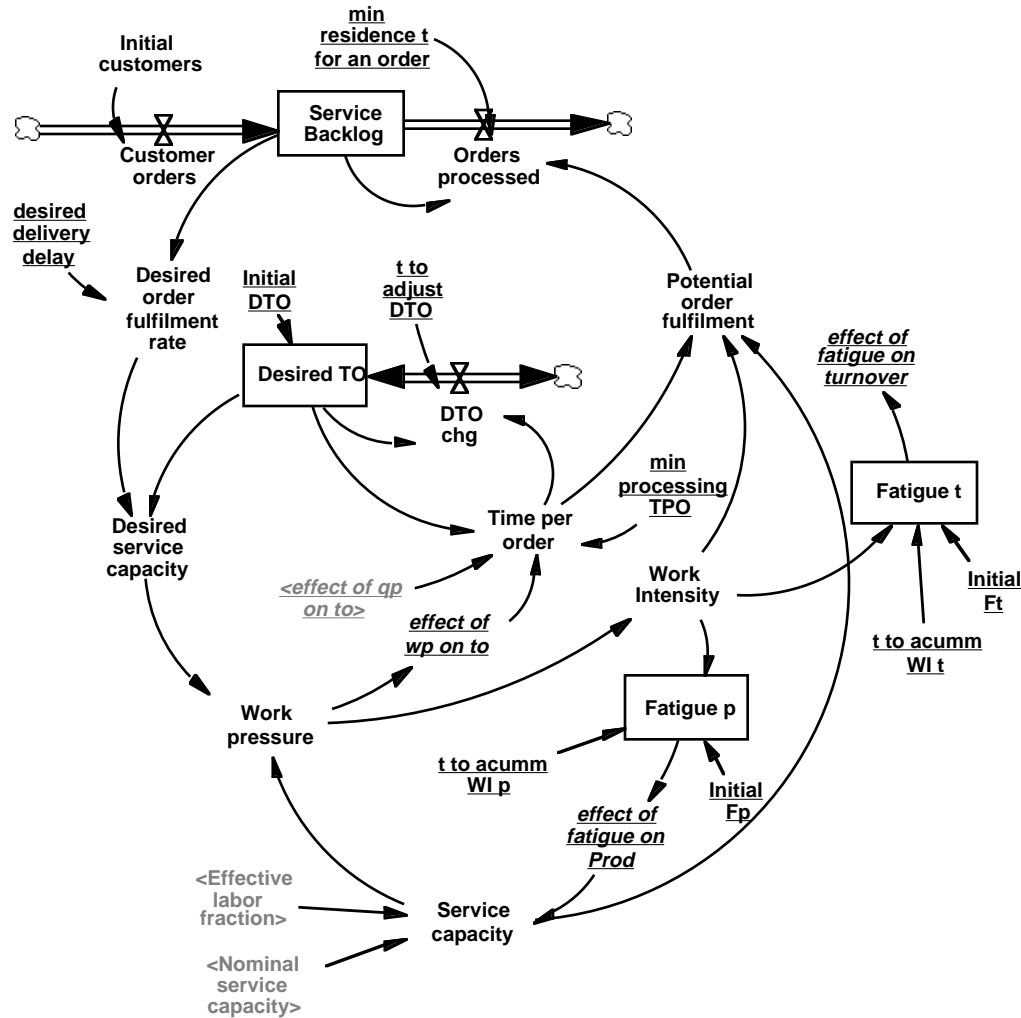 min
residence t
for an order
Initial
customers
Service
Backlog
Customer
orders
Orders
processed
desired
delivery
delay
Desired
order
fulfilment
rate
Initial
DTO
t to
adjust
DTO
Potential
order
fulfilment
effect of
fatigue on
turnover
Desired TO
DTO
chg
min
processing
TPO
Fatigue t
Desired
service
capacity
Time per
order
<effect of qp
on to>
effect of
wp on to
Work
Intensity
Initial
Ft
t to acumm
WI t
Work
pressure
Fatigue p
t to acumm
WI p
Initial
Fp
effect of
fatigue on
Prod
<Effective
labor
fraction>
Service
capacity
<Nominal
service
capacity>